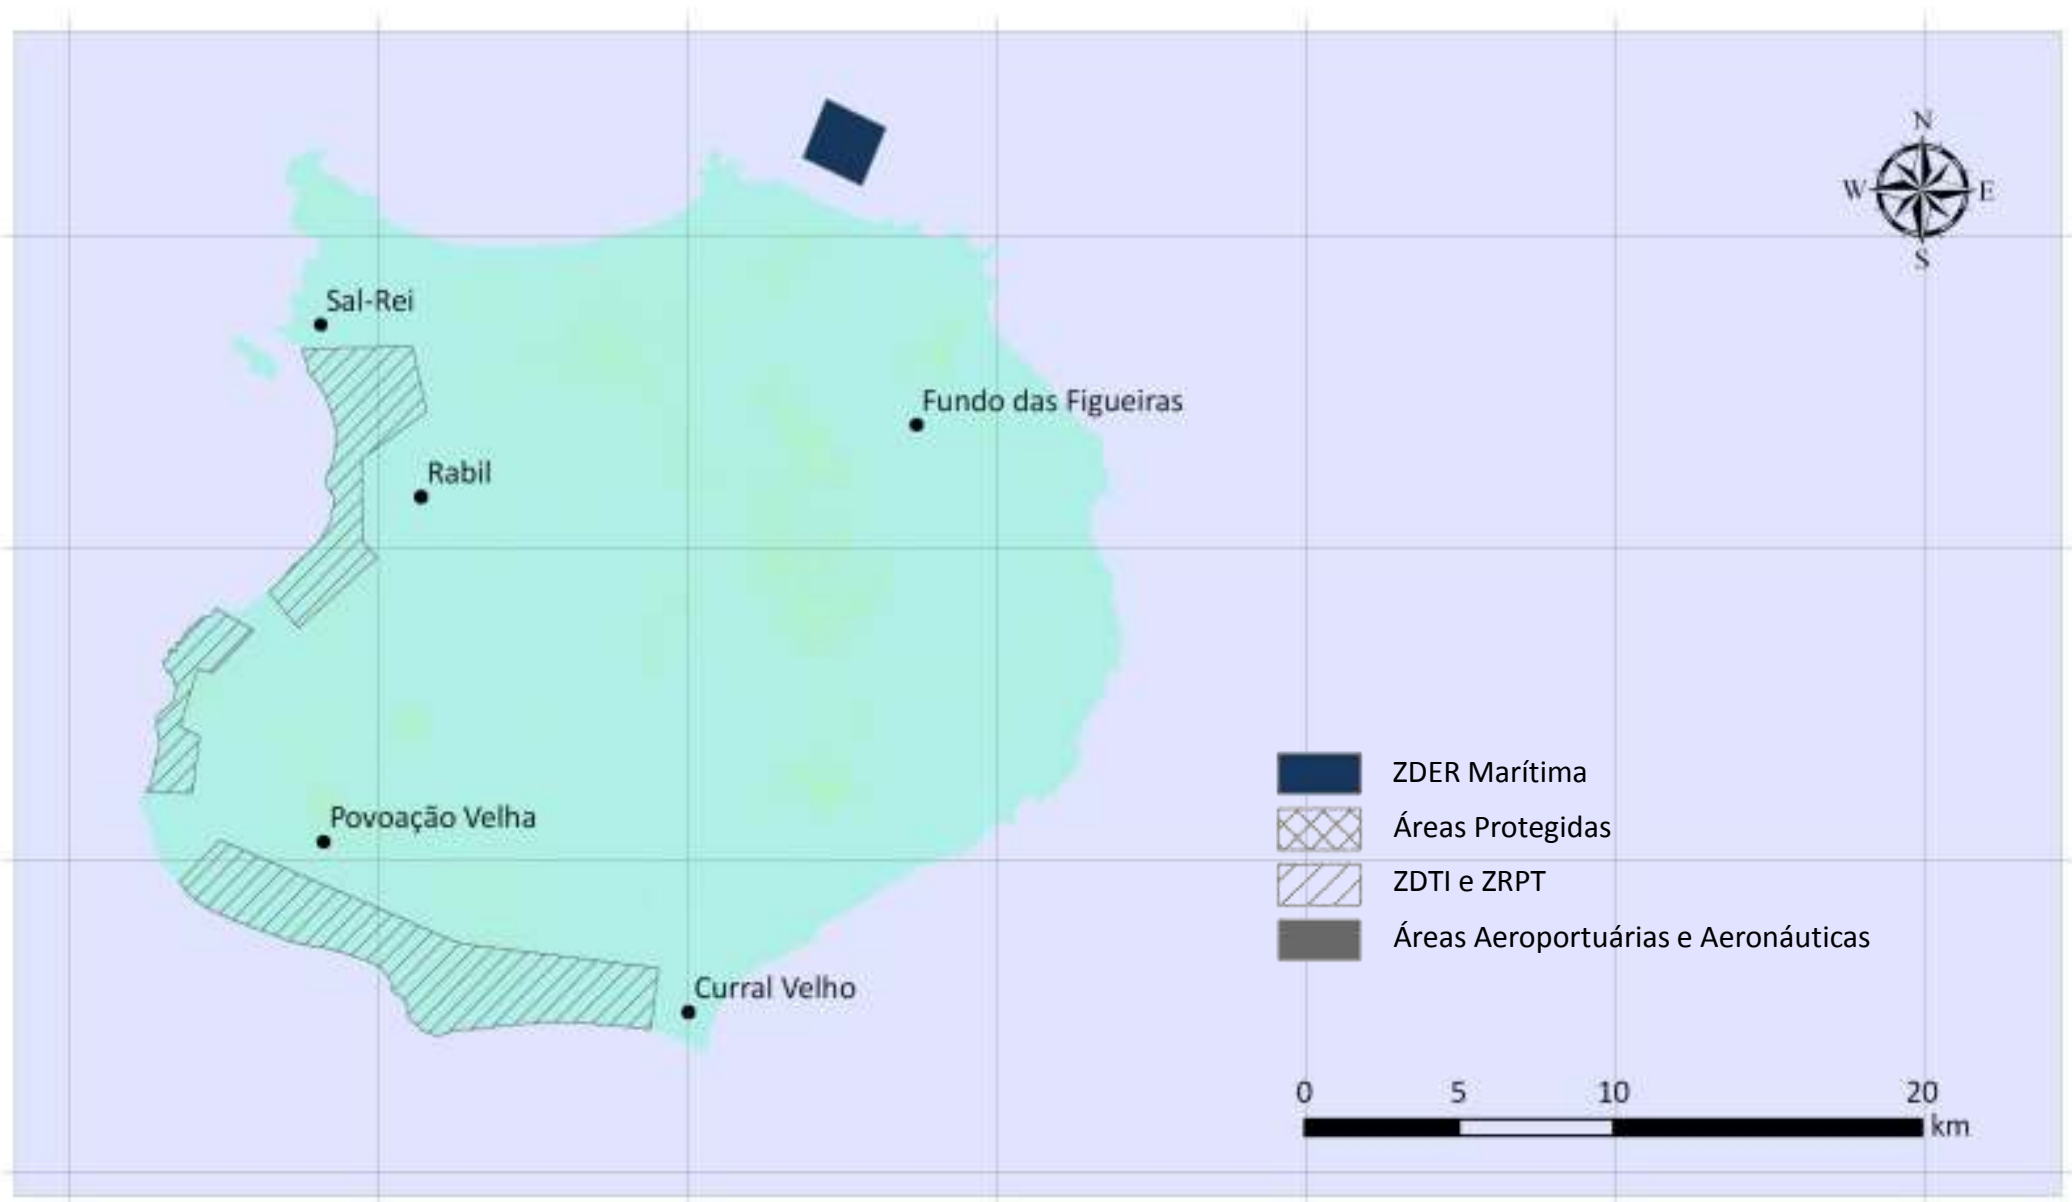 N
W E
S
Sal-Rei
Fundo das Figueiras
Rabil
Povoação Velha
Curral Velho
ZDER Marítima
Áreas Protegidas
ZDTI e ZRPT
Áreas Aeroportuárias e Aeronáuticas
0 5 10 20
km